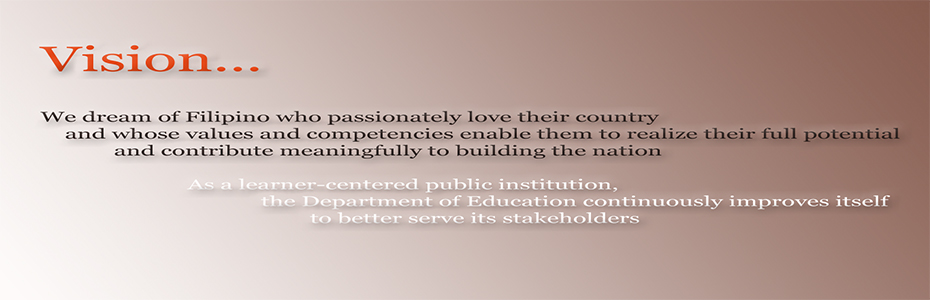 Vision...
We dream of Filipino who passionately love their country
and whose values and competencies enable them to realize their full potential
and contribute meaningfully to building the nation
As a learner-centered public institution,
the Department of Education continuously improves itself
to better serve its stakeholders